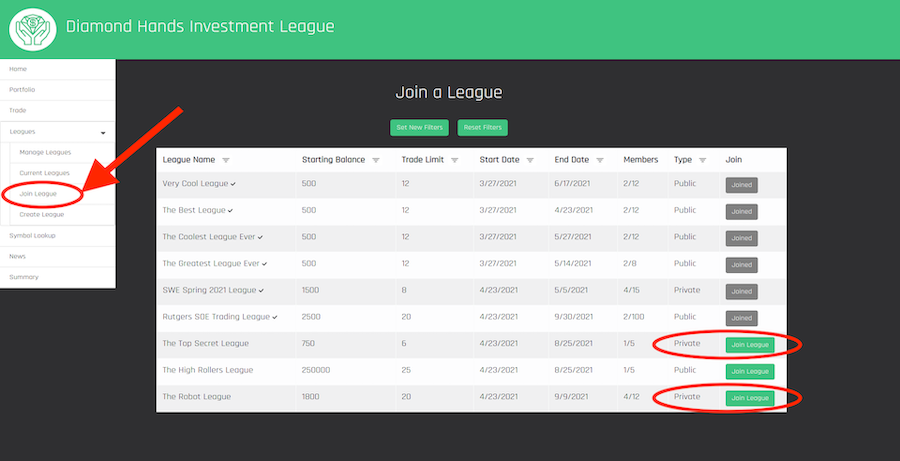 Diamond Hands Investment League
Home
Portfolio
Trade
Leagues
Manage Leagues
Current Leagues
Join League
Create League
Symbol Lookup
News
Summary
Join a League
Set New Filters Reset Filters
League Name Starting Balance Trade Limit Start Date End Date Members Type Join
Very Cool League ✓ 500 12 3/27/2021 6/17/2021 2/12 Public Joined
The Best League ✓ 500 12 3/27/2021 4/23/2021 2/12 Public Joined
The Coolest League Ever ✓ 500 12 3/27/2021 5/27/2021 2/12 Public Joined
The Greatest League Ever ✓ 500 12 3/27/2021 5/14/2021 2/8 Public Joined
SWE Spring 2021 League ✓ 1500 8 4/23/2021 5/5/2021 4/15 Private Joined
Rutgers SOE Trading League ✓ 2500 20 4/23/2021 9/30/2021 2/100 Public Joined
The Top Secret League 750 6 4/23/2021 8/25/2021 1/5 Private Join League
The High Rollers League 250000 25 4/23/2021 8/25/2021 1/5 Public Join League
The Robot League 1800 20 4/23/2021 9/9/2021 4/12 Private Join League